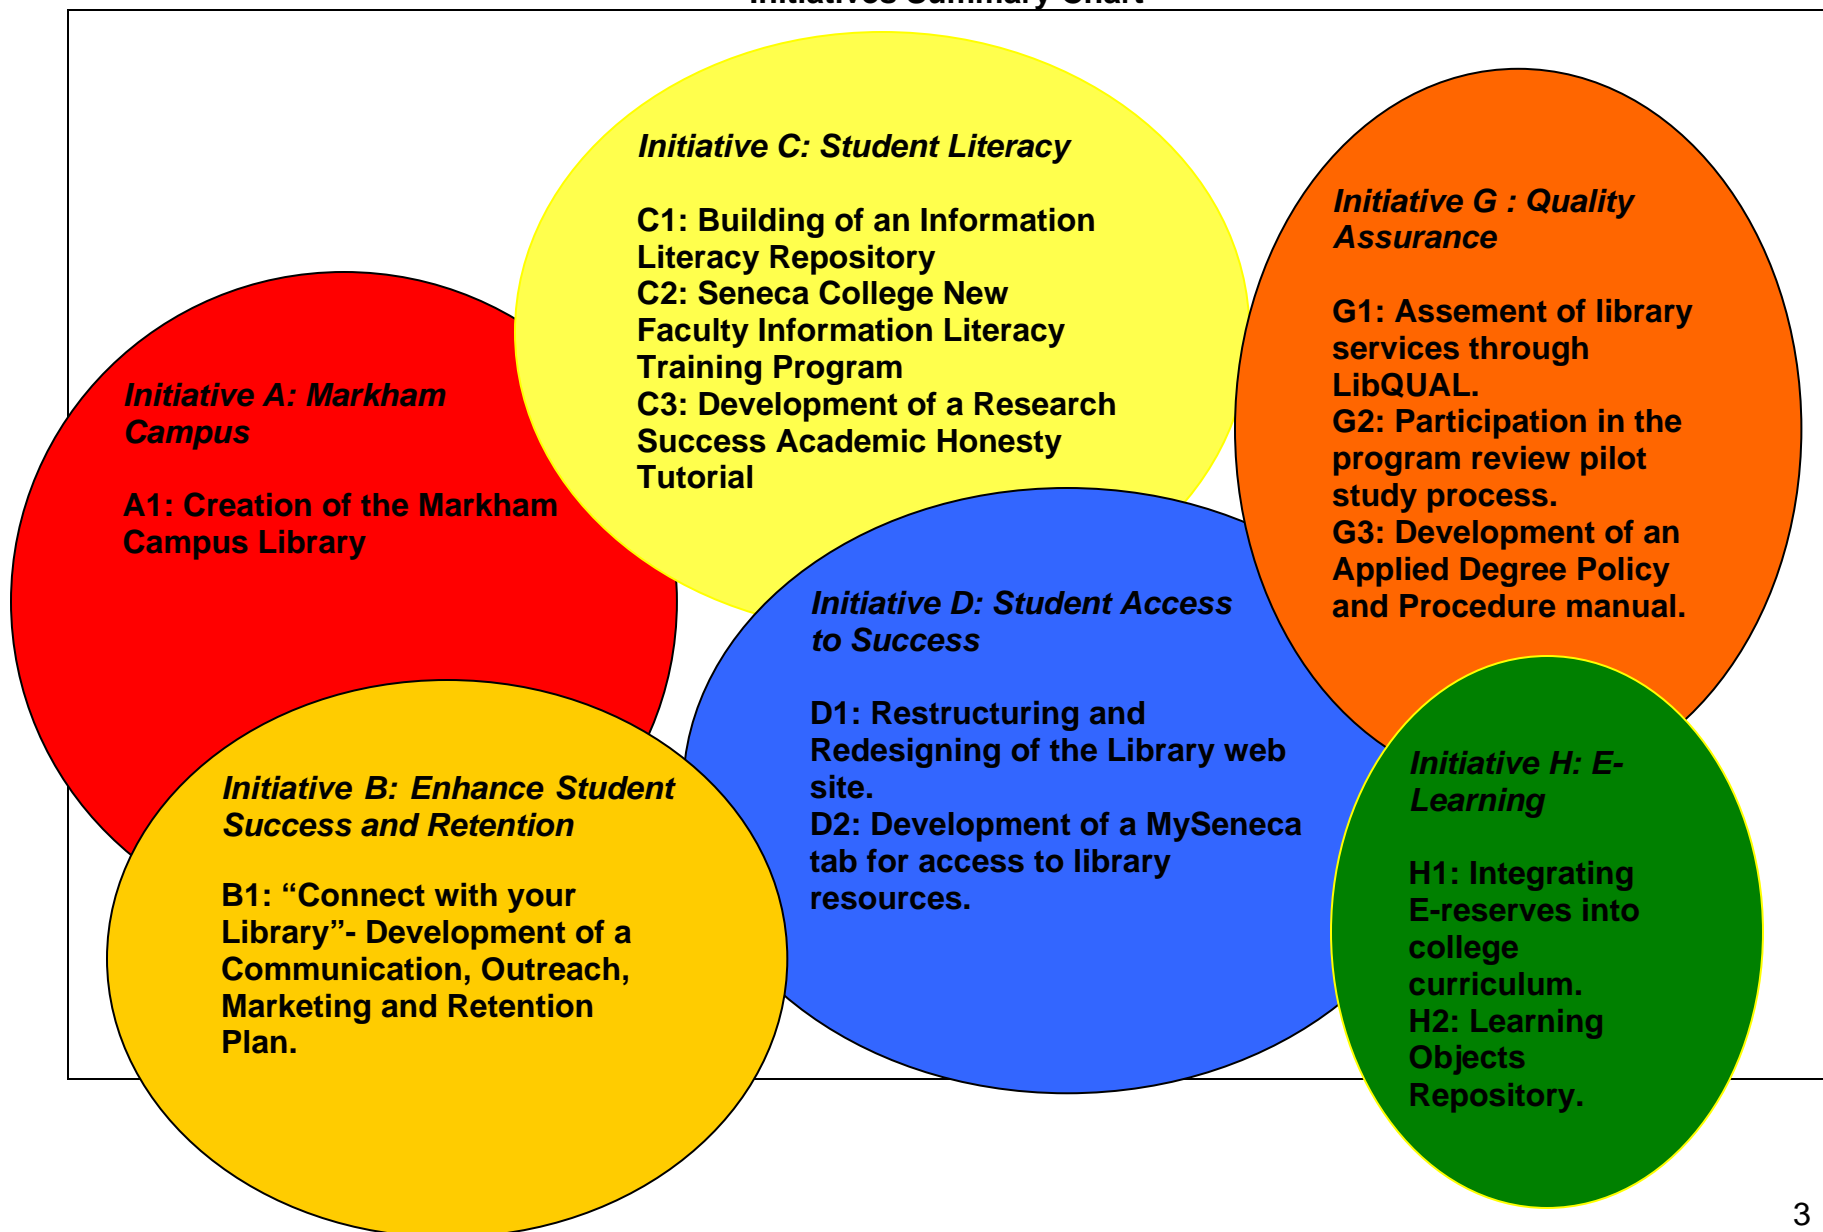 Initiatives Summary Chart
Initiative C: Student Literacy
C1: Building of an Information
Literacy Repository
C2: Seneca College New
Faculty Information Literacy
Training Program
C3: Development of a Research
Success Academic Honesty
Tutorial
Initiative G : Quality
Assurance
G1: Assement of library
services through
LibQUAL.
G2: Participation in the
program review pilot
study process.
G3: Development of an
Applied Degree Policy
and Procedure manual.
Initiative A: Markham
Campus
A1: Creation of the Markham
Campus Library
Initiative D: Student Access
to Success
D1: Restructuring and
Redesigning of the Library web
site.
D2: Development of a MySeneca
tab for access to library
resources.
Initiative B: Enhance Student
Success and Retention
B1: “Connect with your
Library”- Development of a
Communication, Outreach,
Marketing and Retention
Plan.
Initiative H: E-
Learning
H1: Integrating
E-reserves into
college
curriculum.
H2: Learning
Objects
Repository.
3